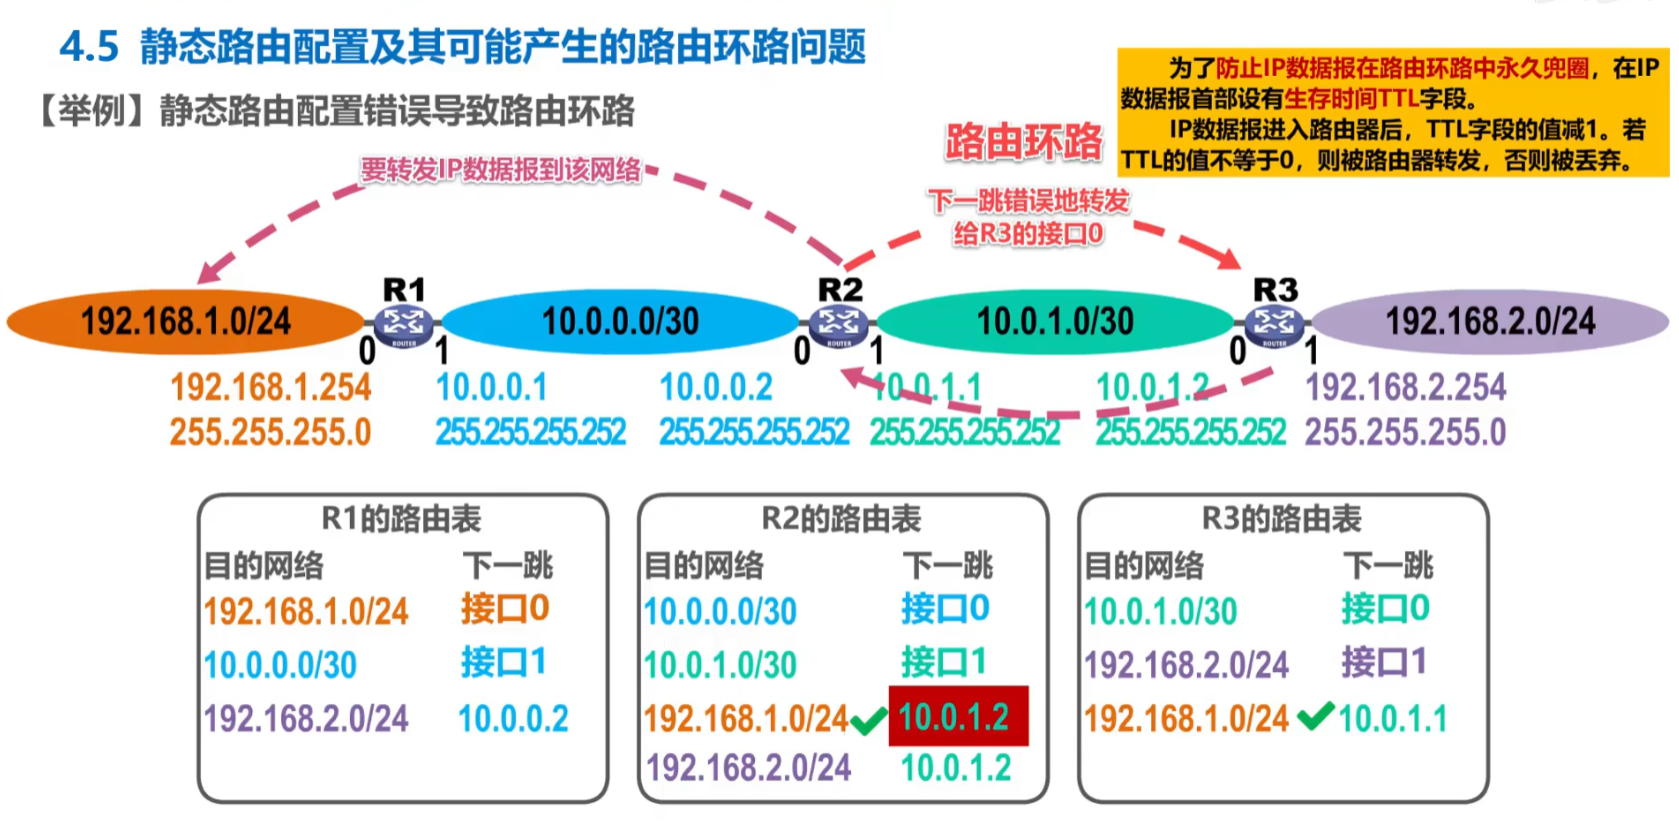 4.5 静态路由配置及其可能产生的路由环路问题
【举例】静态路由配置错误导致路由环路
为了防止IP数据报在路由环路中永久兜圈，在IP
数据报首部设有生存时间TTL字段。
IP数据报进入路由器后，TTL字段的值减1。若
TTL的值不等于0，则被路由器转发，否则被丢弃。
路由环路
要转发IP数据报到该网络
下一跳错误地转发
给R3的接口0
R1 R2 R3
192.168.1.0/24 10.0.0.0/30 10.0.1.0/30 192.168.2.0/24
ROUTER ROUTER ROUTER
0 1 0 1 0 1
192.168.1.254 10.0.0.1 10.0.0.2 10.0.1.1 10.0.1.2 192.168.2.254
255.255.255.0 255.255.255.252 255.255.255.252 255.255.255.252 255.255.255.252 255.255.255.0
R1的路由表
目的网络 下一跳
192.168.1.0/24 接口0
10.0.0.0/30 接口1
192.168.2.0/24 10.0.0.2
R2的路由表
目的网络 下一跳
10.0.0.0/30 接口0
10.0.1.0/30 接口1
192.168.1.0/24 10.0.1.2
192.168.2.0/24 10.0.1.2
R3的路由表
目的网络 下一跳
10.0.1.0/30 接口0
192.168.2.0/24 接口1
192.168.1.0/24 10.0.1.1